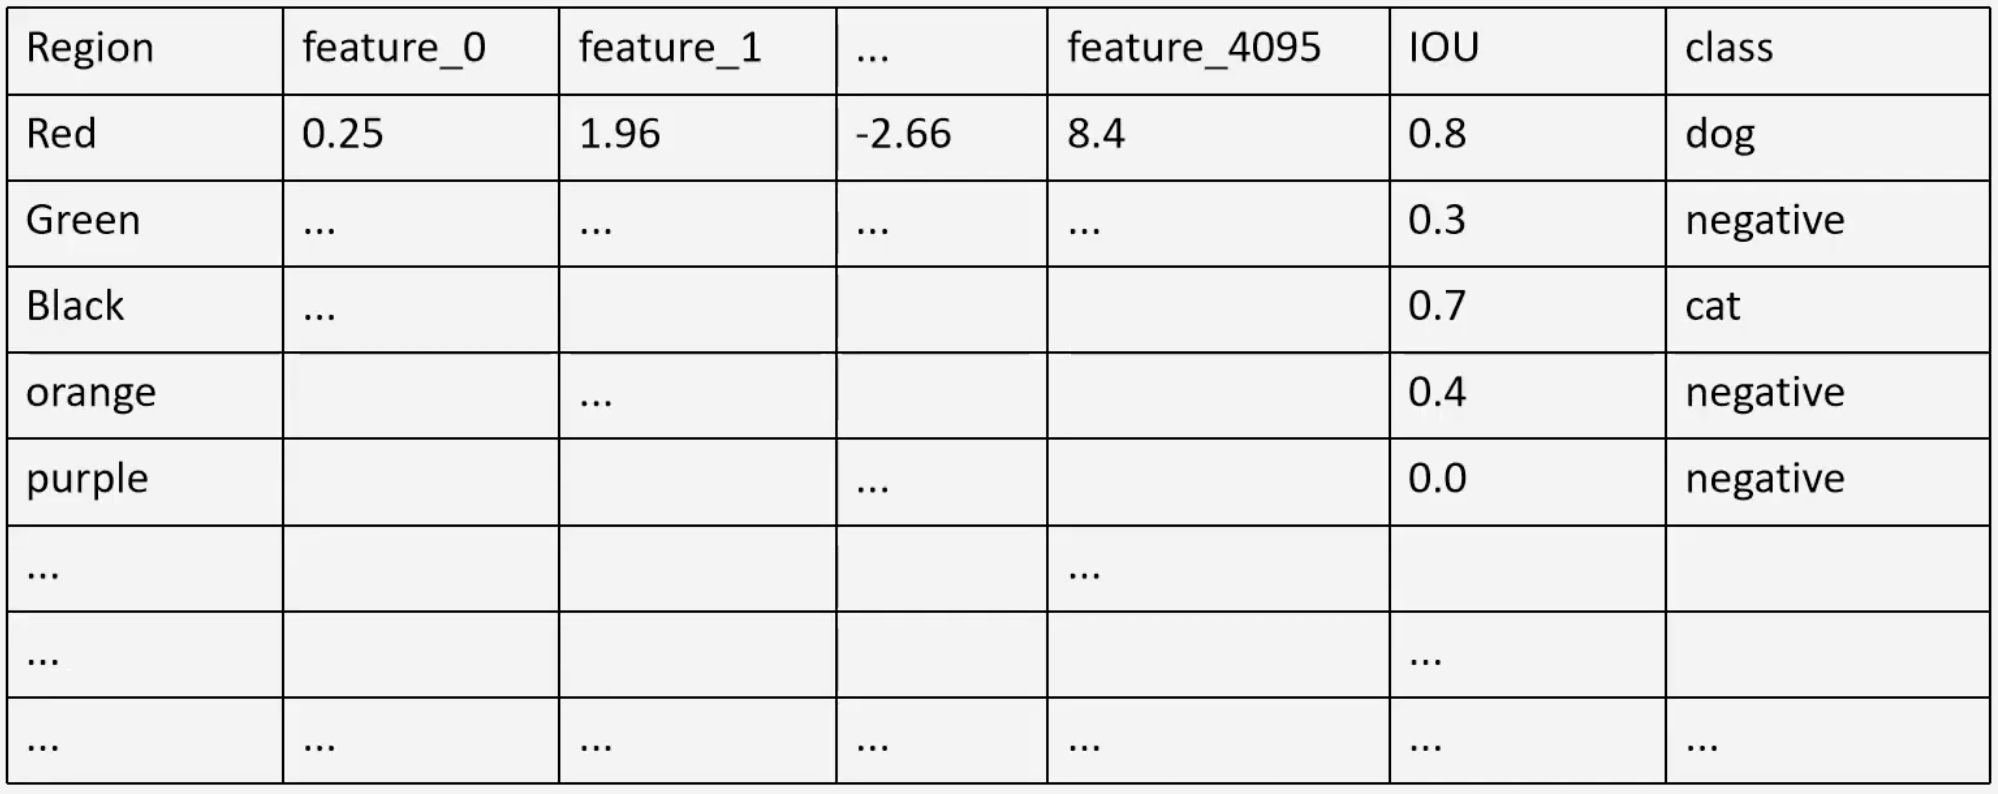 Region feature_0 feature_1 ... feature_4095 IOU class
Red 0.25 1.96 -2.66 8.4 0.8 dog
Green ... ... ... ... 0.3 negative
Black ... 0.7 cat
orange ... 0.4 negative
purple ... 0.0 negative
... ...
... ...
... ... ... ... ... ... ...